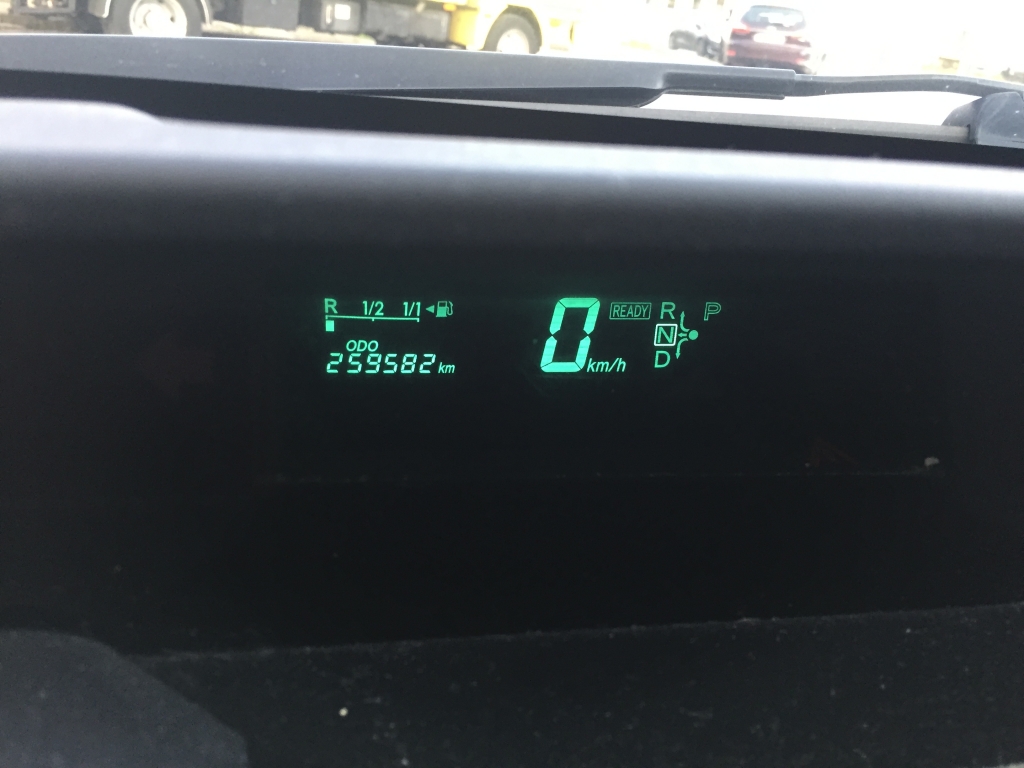 R 1/2 1/1
ODO
259582 km
0 km/h
READY
R
N
D
P